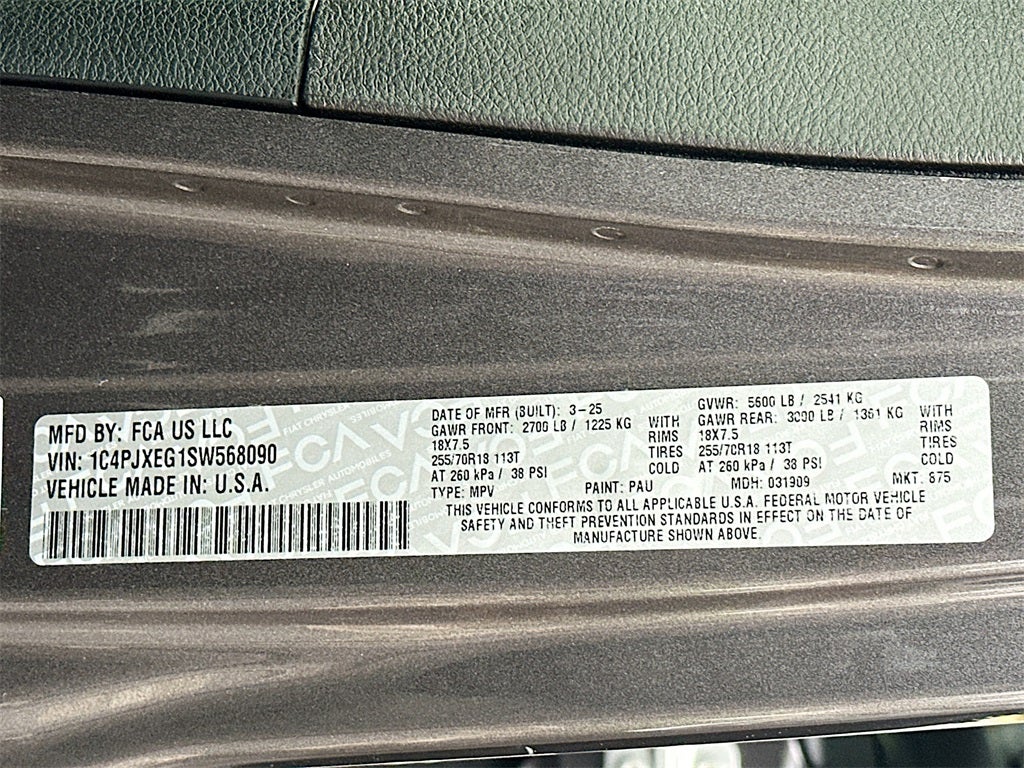 MFD BY: FCA US LLC
VIN: 1C4PJXEG1SW568090
VEHICLE MADE IN: U.S.A.
DATE OF MFR (BUILT): 3-25
GAWR FRONT: 2700 LB / 1225 KG
18X7.5
255/70R18 113T
AT 260 kPa / 38 PSI
WITH
RIMS
TIRES
COLD
GVWR: 5600 LB / 2541 KG
GAWR REAR: 3000 LB / 1361 KG
18X7.5
255/70R18 113T
AT 260 kPa / 38 PSI
WITH
RIMS
TIRES
COLD
TYPE: MPV PAINT: PAU MDH: 031909 MKT: 875
THIS VEHICLE CONFORMS TO ALL APPLICABLE U.S.A. FEDERAL MOTOR VEHICLE
SAFETY AND THEFT PREVENTION STANDARDS IN EFFECT ON THE DATE OF
MANUFACTURE SHOWN ABOVE.